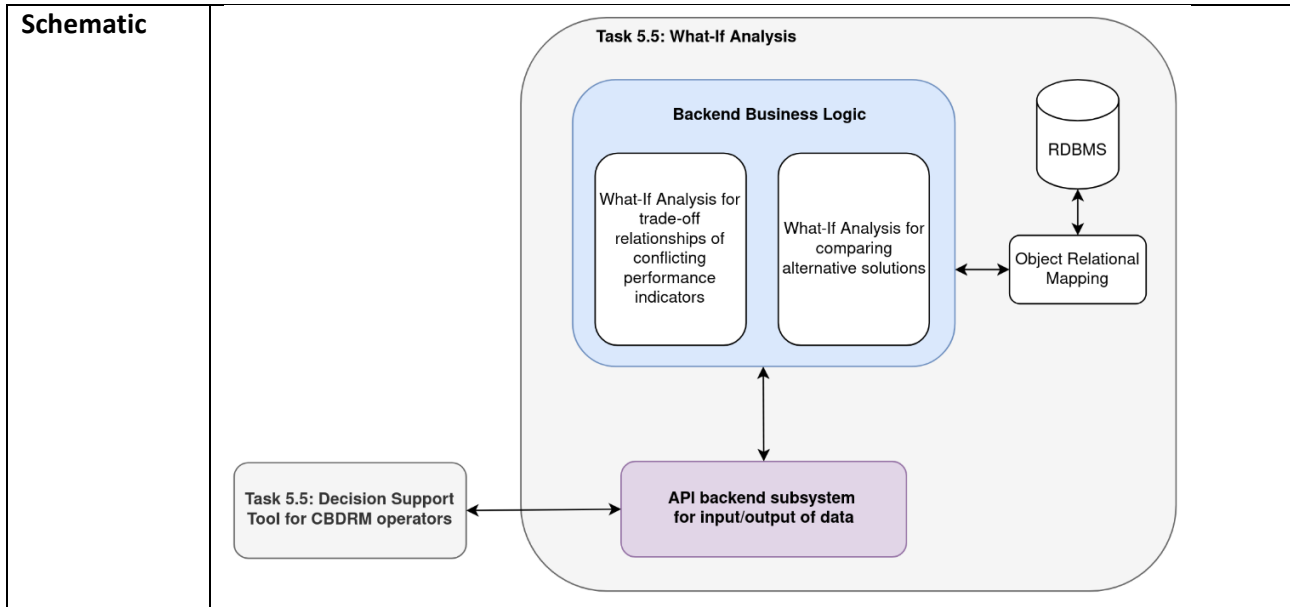 Schematic
Task 5.5: What-If Analysis
Backend Business Logic
What-If Analysis for
trade-off
relationships of
conflicting
performance
indicators
What-If Analysis for
comparing
alternative solutions
RDBMS
Object Relational
Mapping
Task 5.5: Decision Support
Tool for CBDRM operators
API backend subsystem
for input/output of data